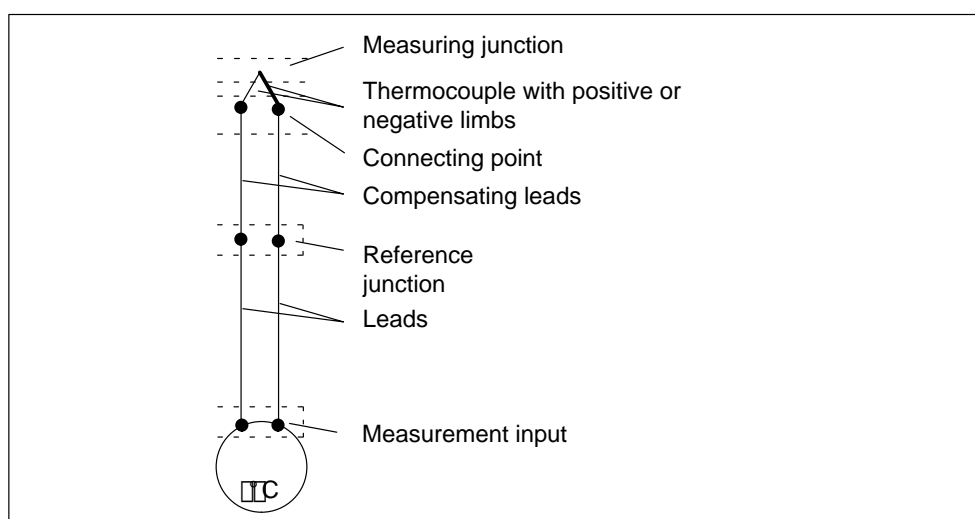 Measuring junction
Thermocouple with positive or
negative limbs
Connecting point
Compensating leads
Reference
junction
Leads
Measurement input
°C